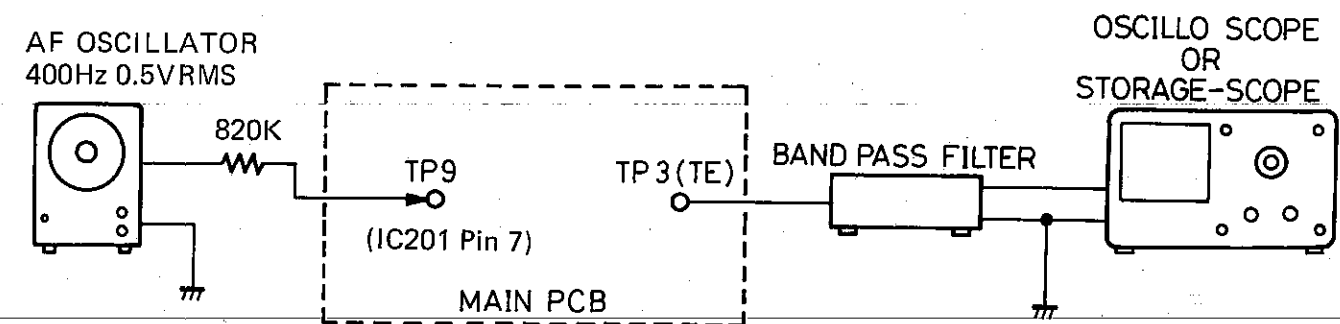 AF OSCILLATOR
400Hz 0.5VRMS
820K
TP9
(IC201 Pin 7)
TP3(TE)
MAIN PCB
BAND PASS FILTER
OSCILLO SCOPE
OR
STORAGE-SCOPE